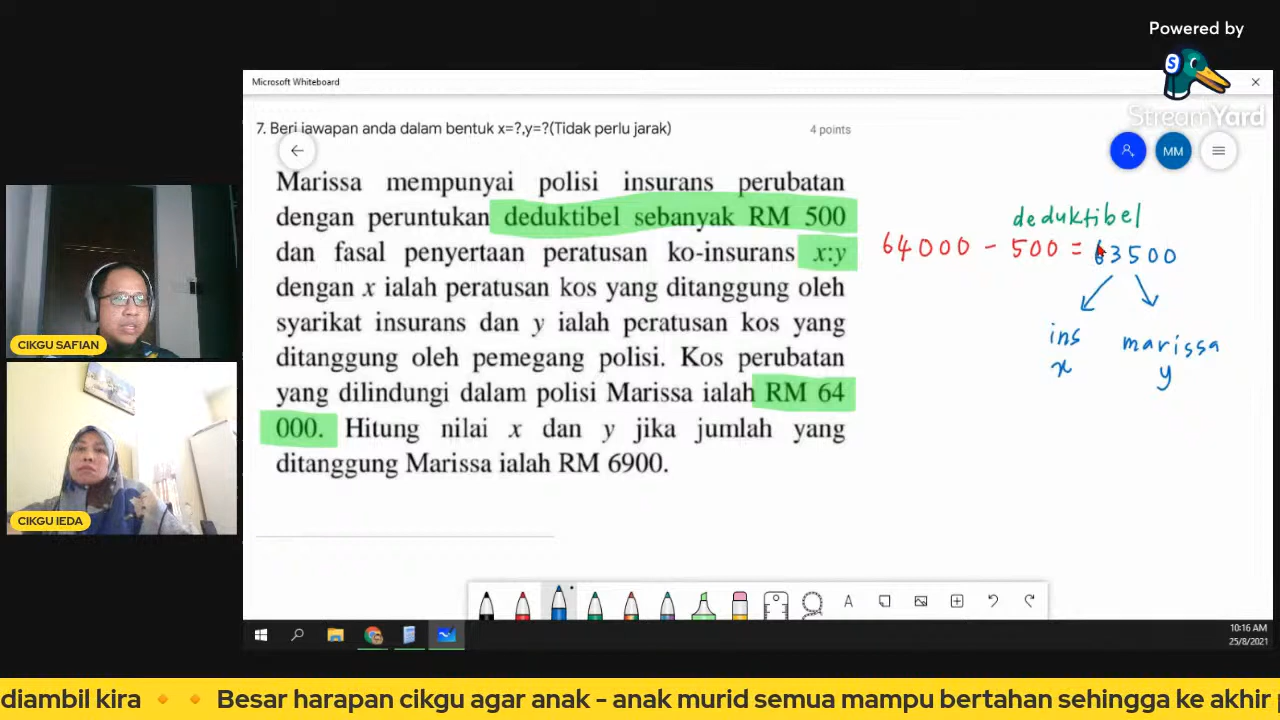 Powered by
StreamYard
Microsoft Whiteboard
7. Beri jawapan anda dalam bentuk x=?,y=?(Tidak perlu jarak)
4 points
MM
Marissa mempunyai polisi insurans perubatan
dengan peruntukan deduktibel sebanyak RM 500
dan fasal penyertaan peratusan ko-insurans x:y
dengan x ialah peratusan kos yang ditanggung oleh
syarikat insurans dan y ialah peratusan kos yang
ditanggung oleh pemegang polisi. Kos perubatan
yang dilindungi dalam polisi Marissa ialah RM 64
000. Hitung nilai x dan y jika jumlah yang
ditanggung Marissa ialah RM 6900.
deduktibel
64000 - 500 = 63500
ins marissa
x y
CIKGU SAFIAN
CIKGU IEDA
A
10:16 AM
25/8/2021
diambil kira 🔸 🔸 Besar harapan cikgu agar anak - anak murid semua mampu bertahan sehingga ke akhir